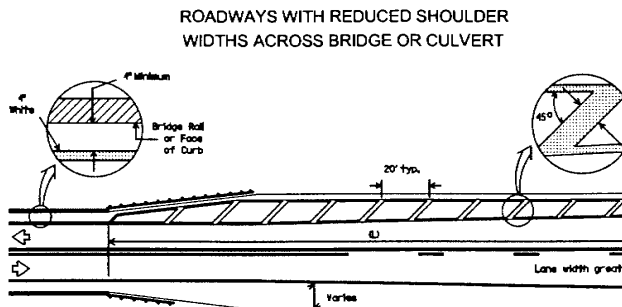 ROADWAYS WITH REDUCED SHOULDER
WIDTHS ACROSS BRIDGE OR CULVERT
4" Minimum
4"
White
Bridge Rail
or Face
of Curb
45°
20' typ.
(L)
Lane width great
Varies